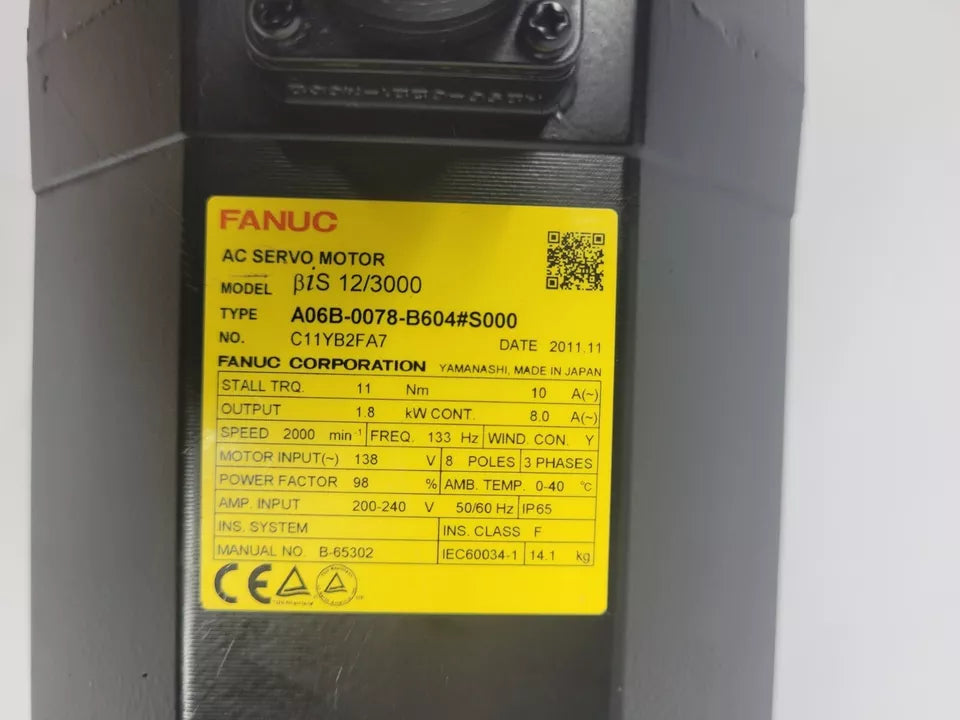 FANUC
AC SERVO MOTOR
MODEL βiS 12/3000
TYPE A06B-0078-B604#S000
NO. C11YB2FA7 DATE 2011.11
FANUC CORPORATION YAMANASHI, MADE IN JAPAN
STALL TRQ. 11 Nm 10 A(~)
OUTPUT 1.8 kW CONT. 8.0 A(~)
SPEED 2000 min⁻¹ FREQ. 133 Hz WIND. CON. Y
MOTOR INPUT(~) 138 V 8 POLES 3 PHASES
POWER FACTOR 98 % AMB. TEMP. 0-40 °C
AMP. INPUT 200-240 V 50/60 Hz IP65
INS. SYSTEM INS. CLASS F
MANUAL NO. B-65302 IEC60034-1 14.1 kg
CE